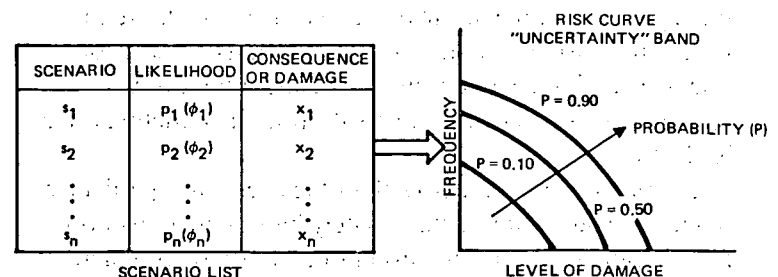 SCENARIO LIKELIHOOD CONSEQUENCE OR DAMAGE
s1 p1 (ϕ1) x1
s2 p2 (ϕ2) x2
sn pn(ϕn) xn
SCENARIO LIST
RISK CURVE
"UNCERTAINTY" BAND
P = 0.90
PROBABILITY (P)
P = 0.10
P = 0.50
FREQUENCY
LEVEL OF DAMAGE